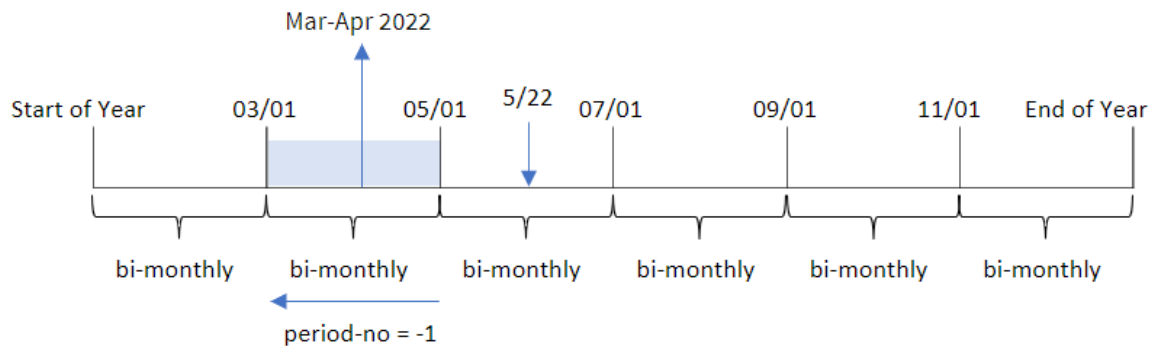 Mar-Apr 2022
Start of Year 03/01 05/01 5/22 07/01 09/01 11/01 End of Year
bi-monthly bi-monthly bi-monthly bi-monthly bi-monthly bi-monthly
period-no = -1